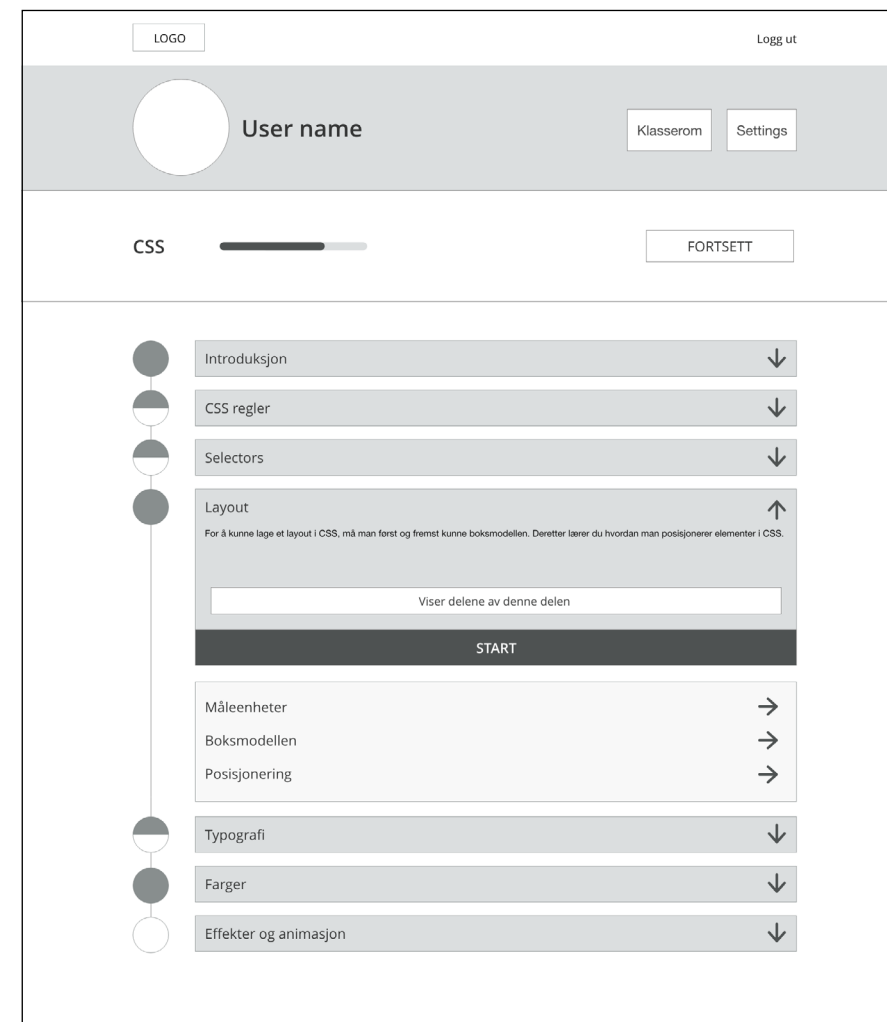 LOGO
Logg ut
User name
Klasserom
Settings
CSS
FORTSETT
Introduksjon
CSS regler
Selectors
Layout
For å kunne lage et layout i CSS, må man først og fremst kunne boksmodellen. Deretter lærer du hvordan man posisjonerer elementer i CSS.
Viser delene av denne delen
START
Måleenheter
Boksmodellen
Posisjonering
Typografi
Farger
Effekter og animasjon